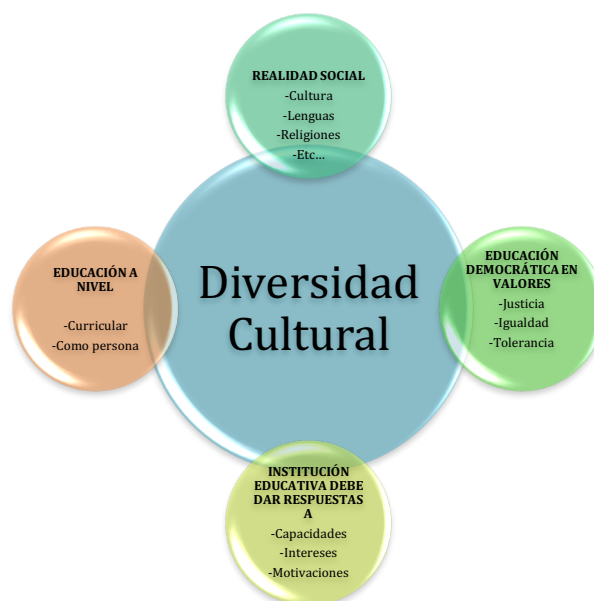 REALIDAD SOCIAL
-Cultura
-Lenguas
-Religiones
-Etc...
Diversidad
Cultural
EDUCACIÓN A
NIVEL
-Curricular
-Como persona
EDUCACIÓN
DEMOCRÁTICA EN
VALORES
-Justicia
-Igualdad
-Tolerancia
INSTITUCIÓN
EDUCATIVA DEBE
DAR RESPUESTAS
A
-Capacidades
-Intereses
-Motivaciones